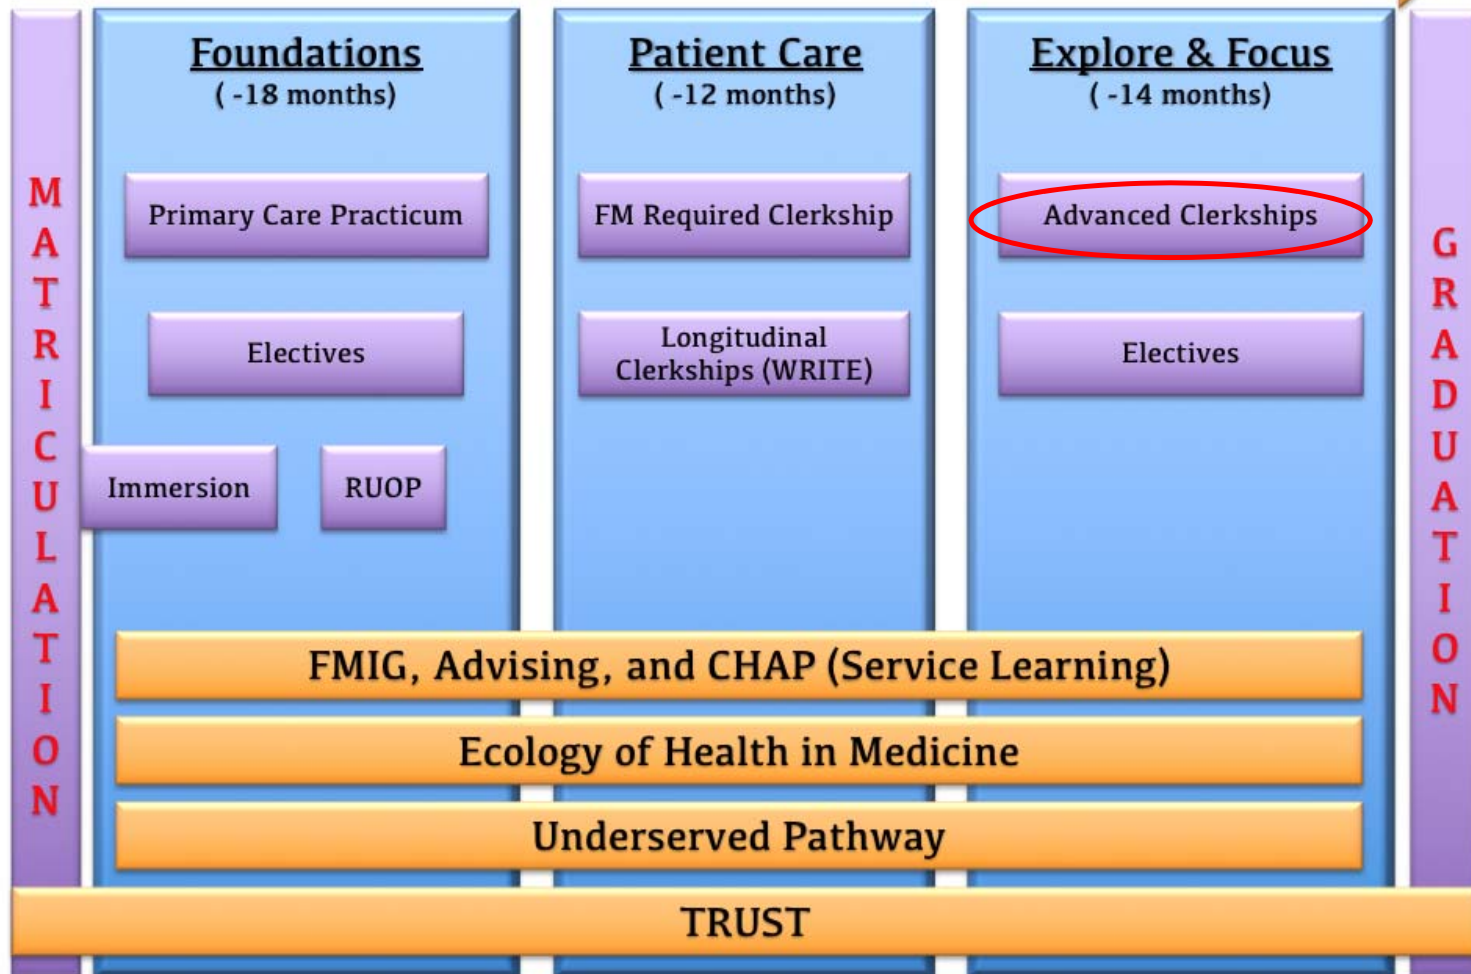 MATRICULATION
Foundations
( -18 months)
Primary Care Practicum
Electives
Immersion
RUOP
Patient Care
( -12 months)
FM Required Clerkship
Longitudinal
Clerkships (WRITE)
Explore & Focus
( -14 months)
Advanced Clerkships
Electives
GRADUATION
FMIG, Advising, and CHAP (Service Learning)
Ecology of Health in Medicine
Underserved Pathway
TRUST